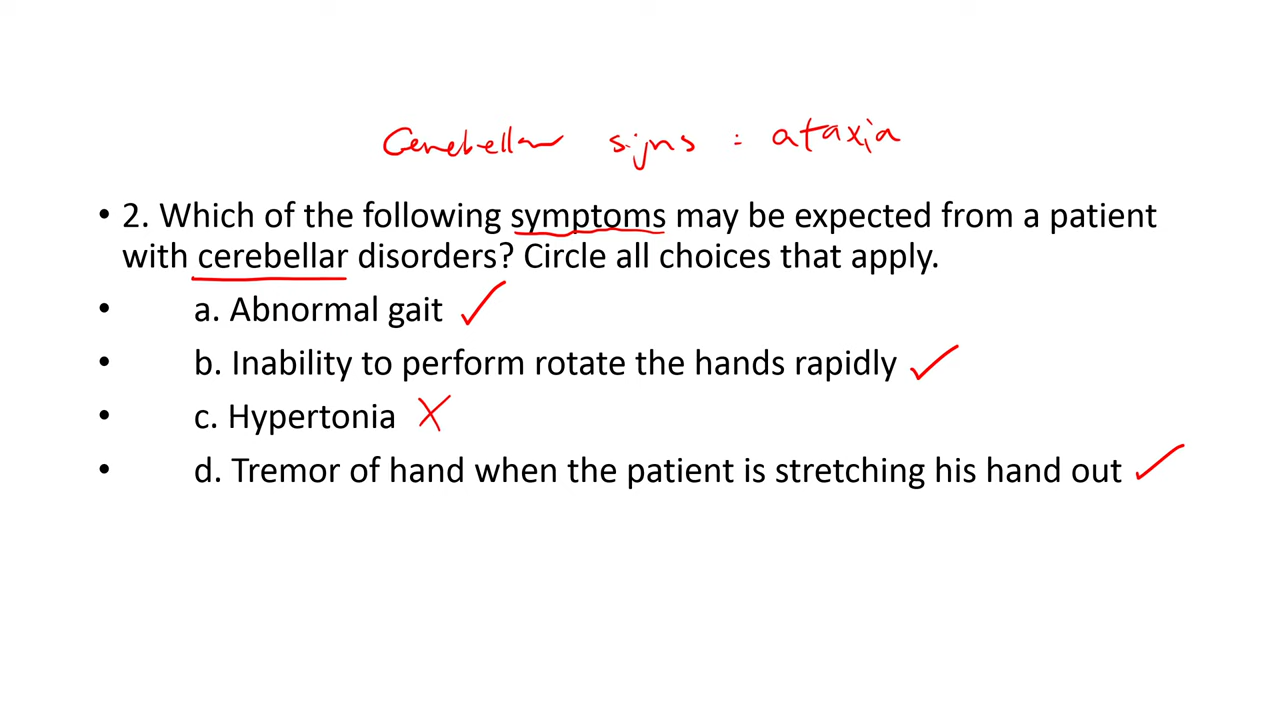 Cerebellar signs : ataxia
• 2. Which of the following symptoms may be expected from a patient
with cerebellar disorders? Circle all choices that apply.
• a. Abnormal gait ✓
• b. Inability to perform rotate the hands rapidly ✓
• c. Hypertonia X
• d. Tremor of hand when the patient is stretching his hand out ✓